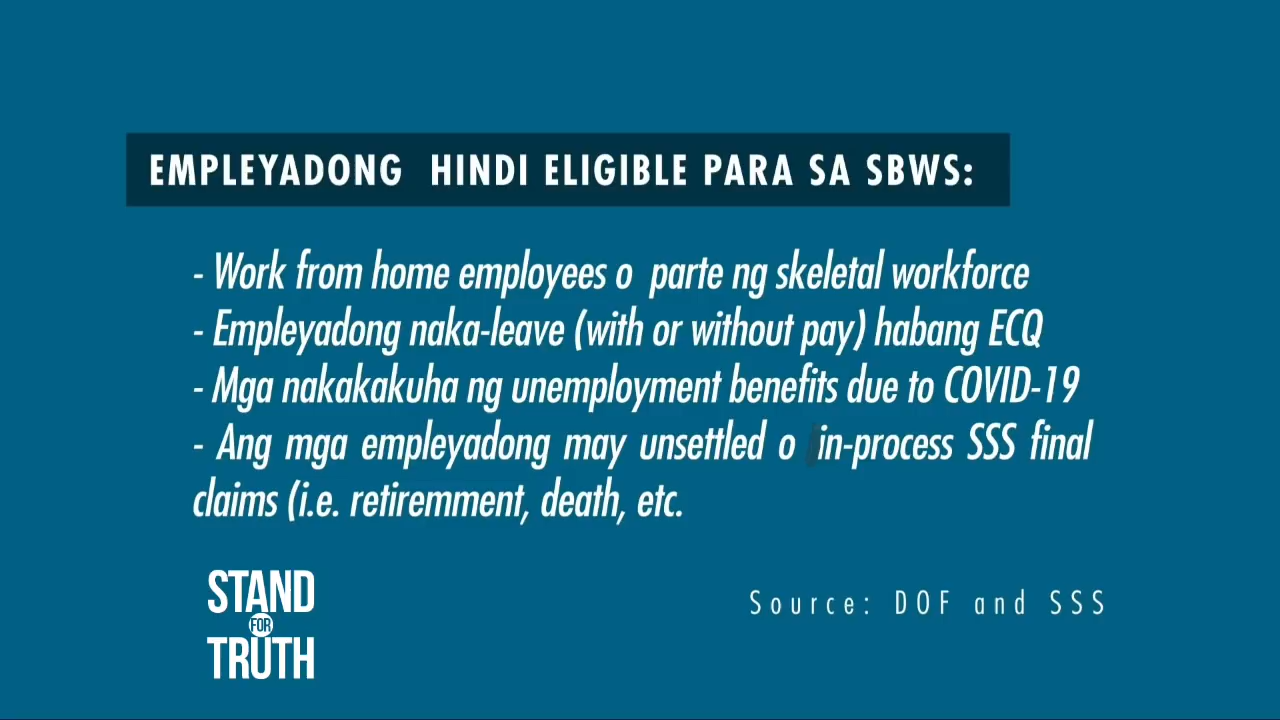 EMPLEYADONG HINDI ELIGIBLE PARA SA SBWS:
- Work from home employees o parte ng skeletal workforce
- Empleyadong naka-leave (with or without pay) habang ECQ
- Mga nakakakuha ng unemployment benefits due to COVID-19
- Ang mga empleyadong may unsettled o in-process SSS final
claims (i.e. retiremment, death, etc.
STAND
FOR
TRUTH
Source: DOF and SSS